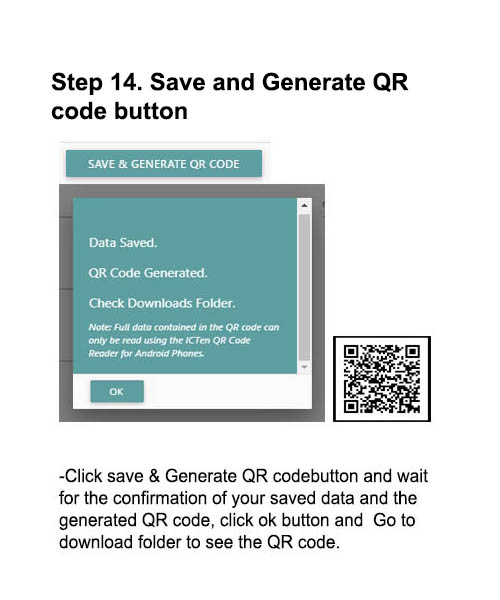 Step 14. Save and Generate QR
code button
SAVE & GENERATE QR CODE
Data Saved.
QR Code Generated.
Check Downloads Folder.
Note: Full data contained in the QR code can
only be read using the ICTen QR Code
Reader for Android Phones.
OK
-Click save & Generate QR codebutton and wait
for the confirmation of your saved data and the
generated QR code, click ok button and  Go to
download folder to see the QR code.